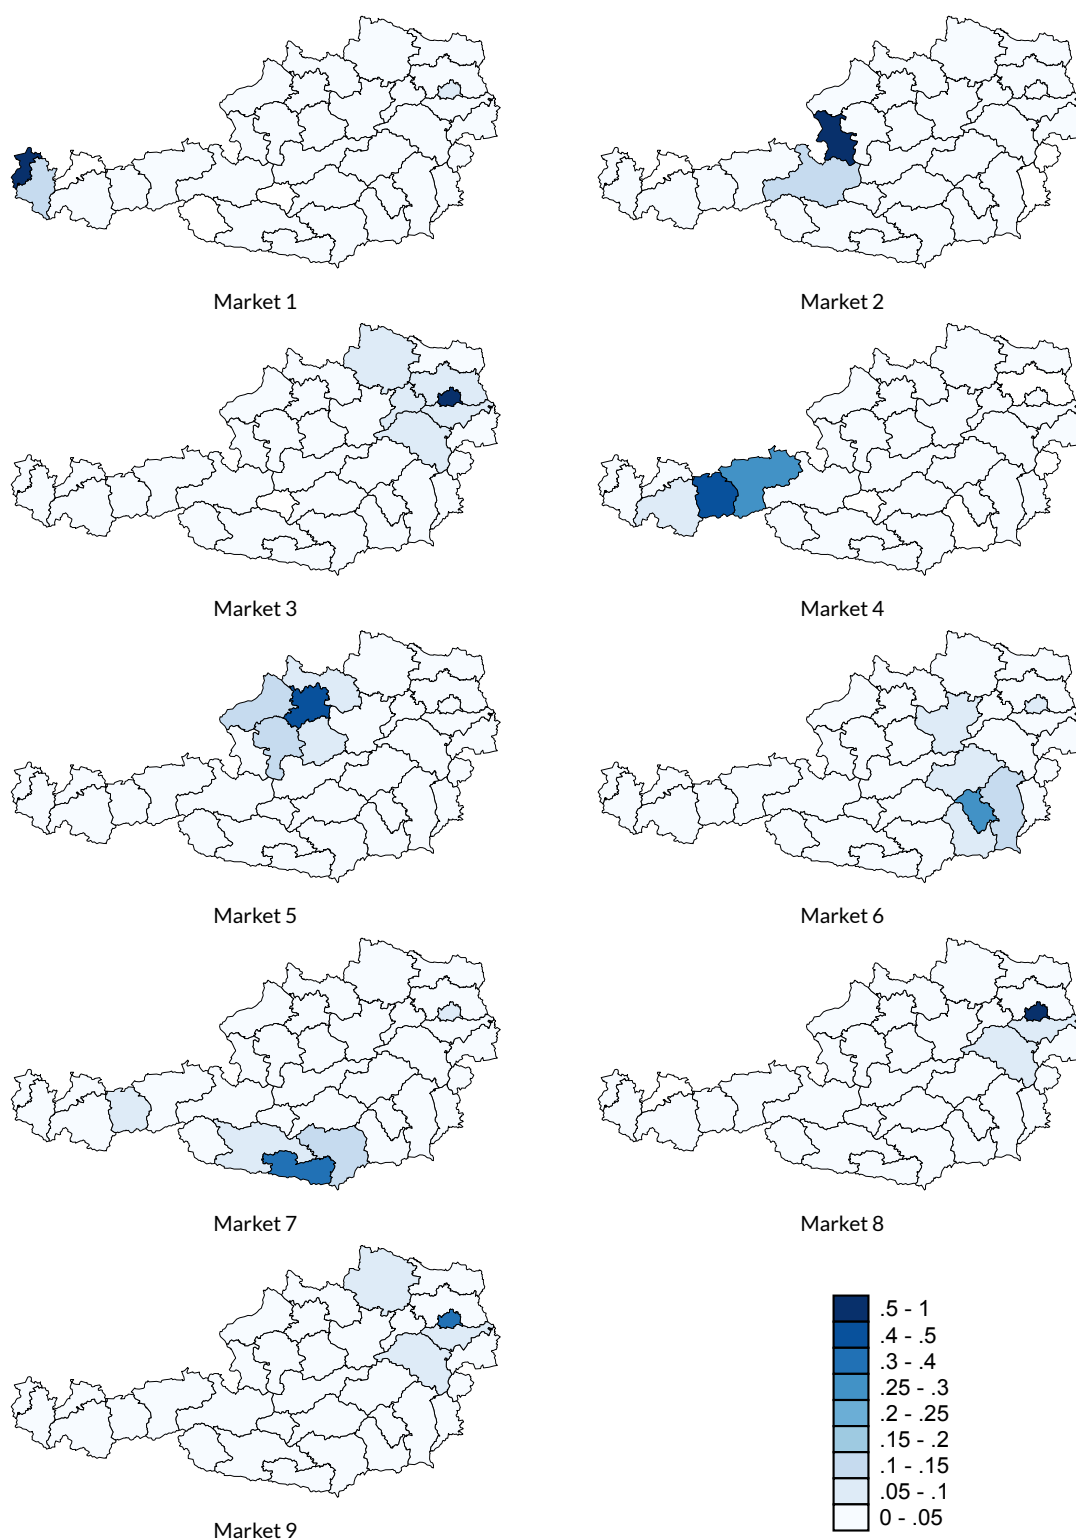 Market 1
Market 2
Market 3
Market 4
Market 5
Market 6
Market 7
Market 8
Market 9
.5 - 1
.4 - .5
.3 - .4
.25 - .3
.2 - .25
.15 - .2
.1 - .15
.05 - .1
0 - .05